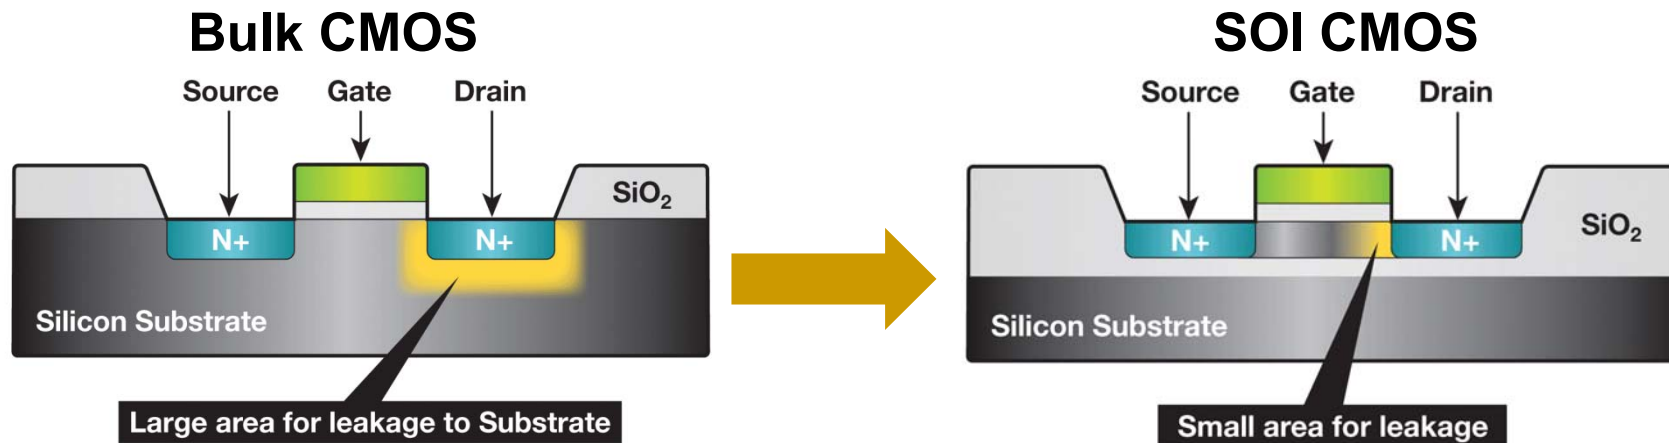 Bulk CMOS
Source Gate Drain
SiO₂
N+ N+
Silicon Substrate
Large area for leakage to Substrate
SOI CMOS
Source Gate Drain
N+ N+
SiO₂
Silicon Substrate
Small area for leakage